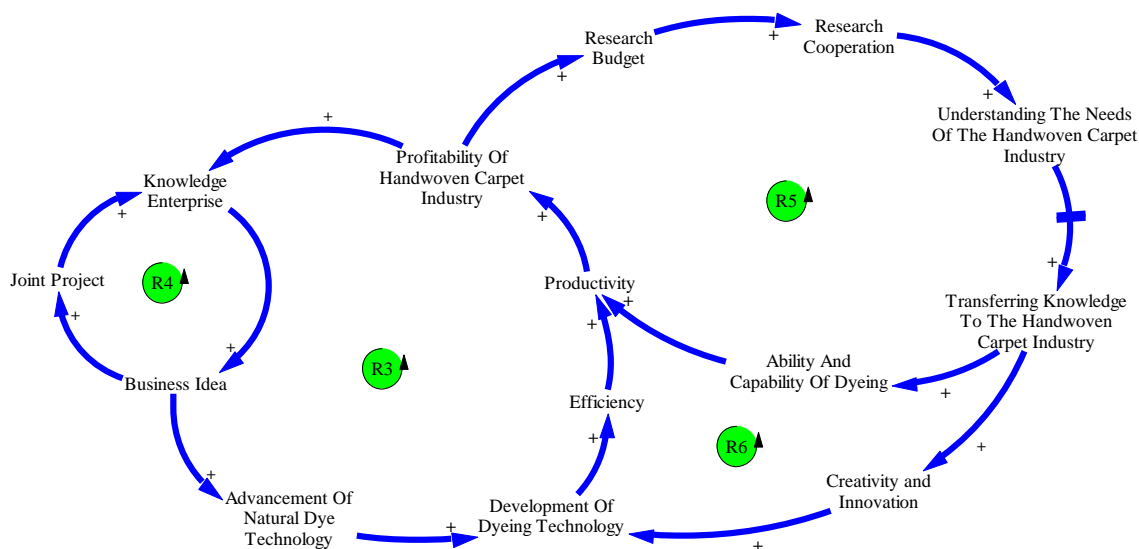 Research
Budget
+
Research
Cooperation
+
+
+
Understanding The Needs
Of The Handwoven Carpet
Industry
+
Profitability Of
Handwoven Carpet
Industry
Knowledge
Enterprise
+
R5
+
+
Joint Project
R4
Productivity
+
Transferring Knowledge
To The Handwoven
Carpet Industry
+
+
+
+
R3
Ability And
Capability Of Dyeing
Business Idea
+
Efficiency
+
R6
+
+
Creativity and
Innovation
Advancement Of
Natural Dye
Technology
+
Development Of
Dyeing Technology
+